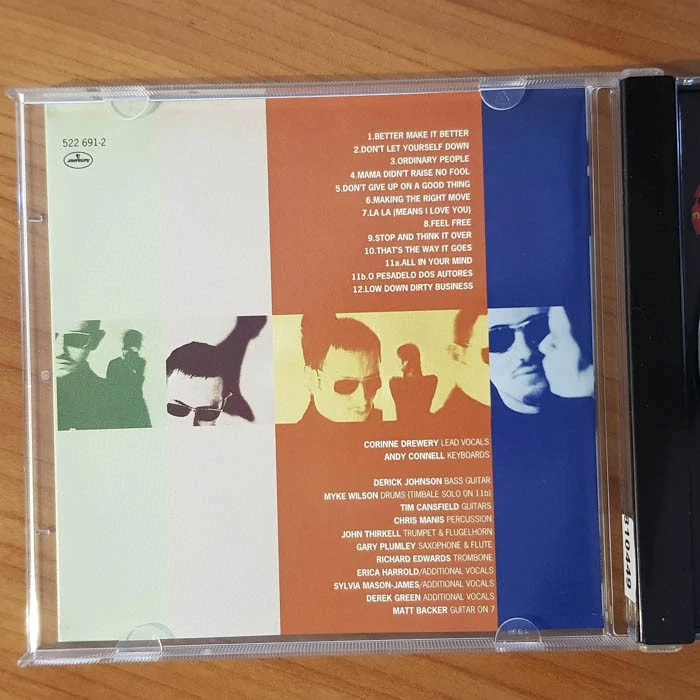 522 691-2
mercury
1.BETTER MAKE IT BETTER
2.DON'T LET YOURSELF DOWN
3.ORDINARY PEOPLE
4.MAMA DIDN'T RAISE NO FOOL
5.DON'T GIVE UP ON A GOOD THING
6.MAKING THE RIGHT MOVE
7.LA LA (MEANS I LOVE YOU)
8.FEEL FREE
9.STOP AND THINK IT OVER
10.THAT'S THE WAY IT GOES
11a.ALL IN YOUR MIND
11b.O PESADELO DOS AUTORES
12.LOW DOWN DIRTY BUSINESS
CORINNE DREWERY LEAD VOCALS
ANDY CONNELL KEYBOARDS
DERICK JOHNSON BASS GUITAR
MYKE WILSON DRUMS (TIMBALE SOLO ON 11b)
TIM CANSFIELD GUITARS
CHRIS MANIS PERCUSSION
JOHN THIRKELL TRUMPET & FLUGELHORN
GARY PLUMLEY SAXOPHONE & FLUTE
RICHARD EDWARDS TROMBONE
ERICA HARROLD/ADDITIONAL VOCALS
SYLVIA MASON-JAMES/ADDITIONAL VOCALS
DEREK GREEN ADDITIONAL VOCALS
MATT BACKER GUITAR ON 7
310449